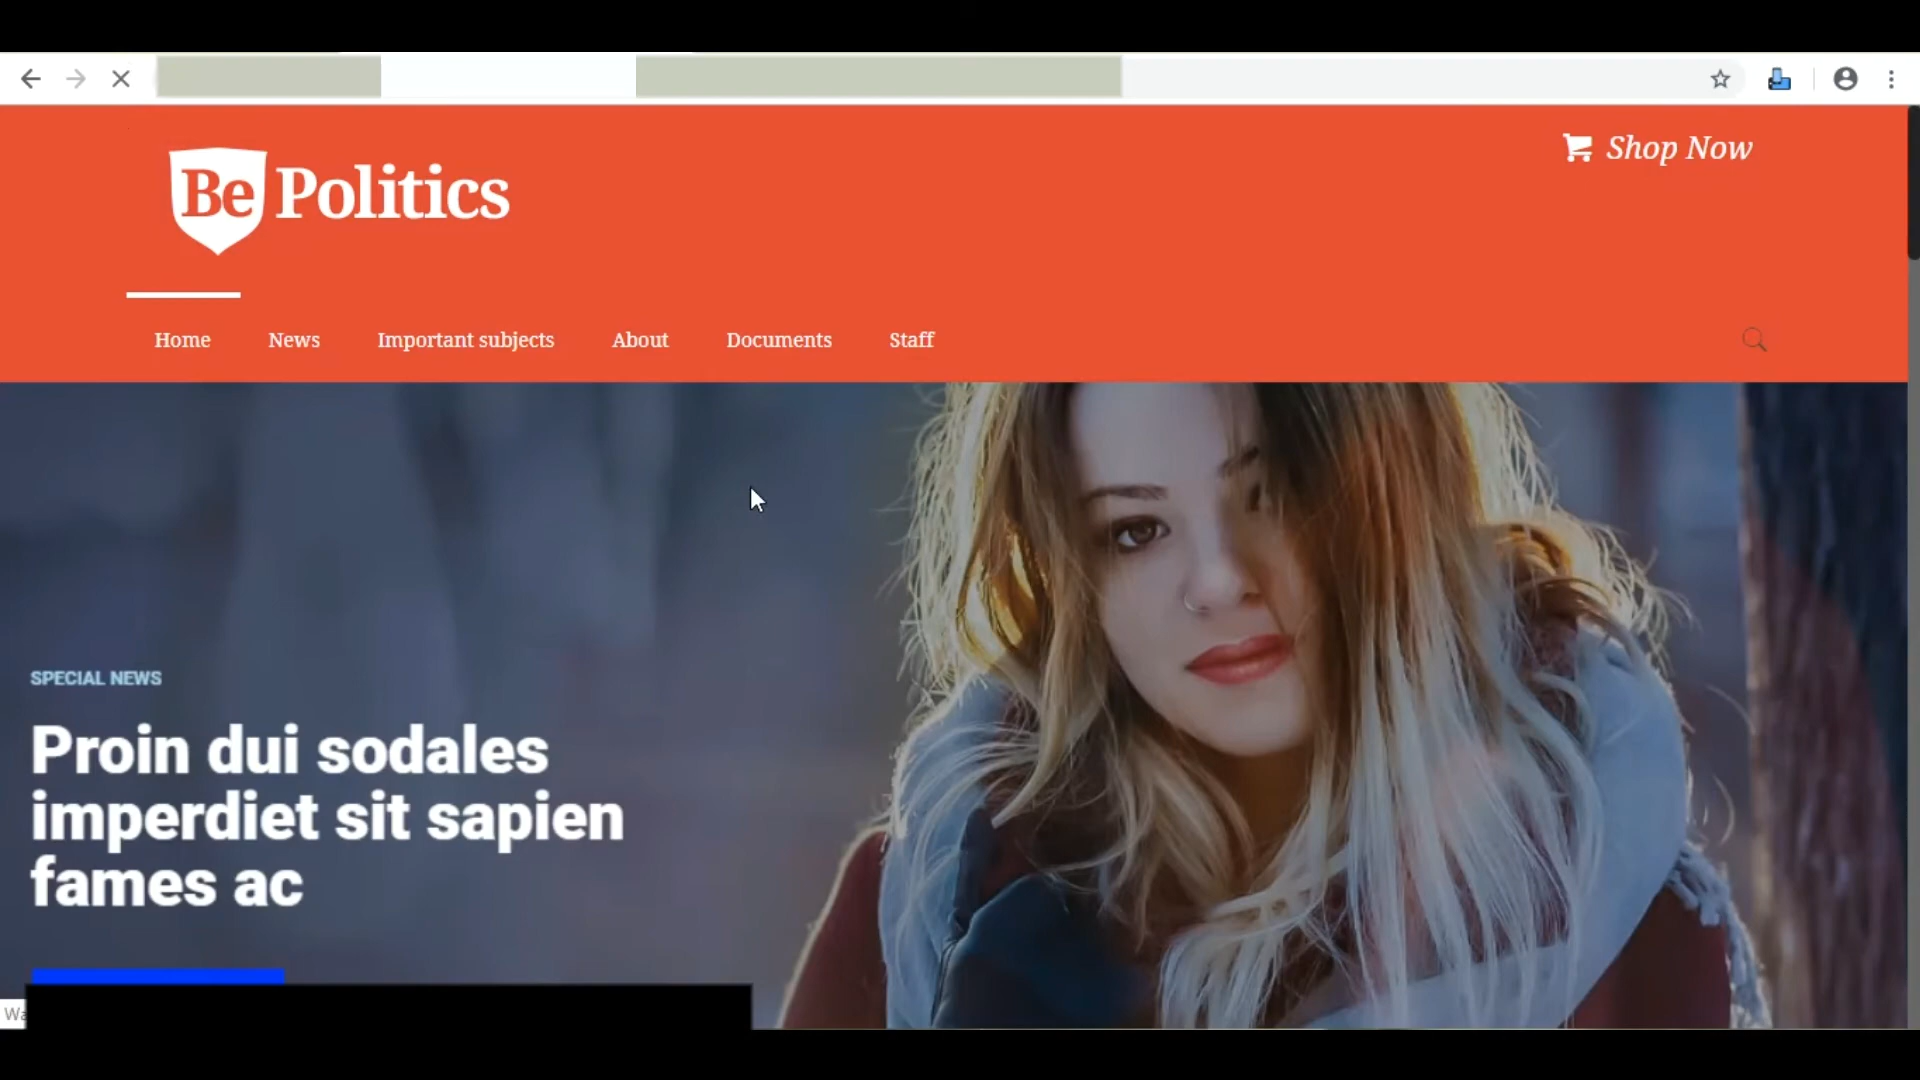 Shop Now
Be Politics
Home News Important subjects About Documents Staff
SPECIAL NEWS
Proin dui sodales
imperdiet sit sapien
fames ac